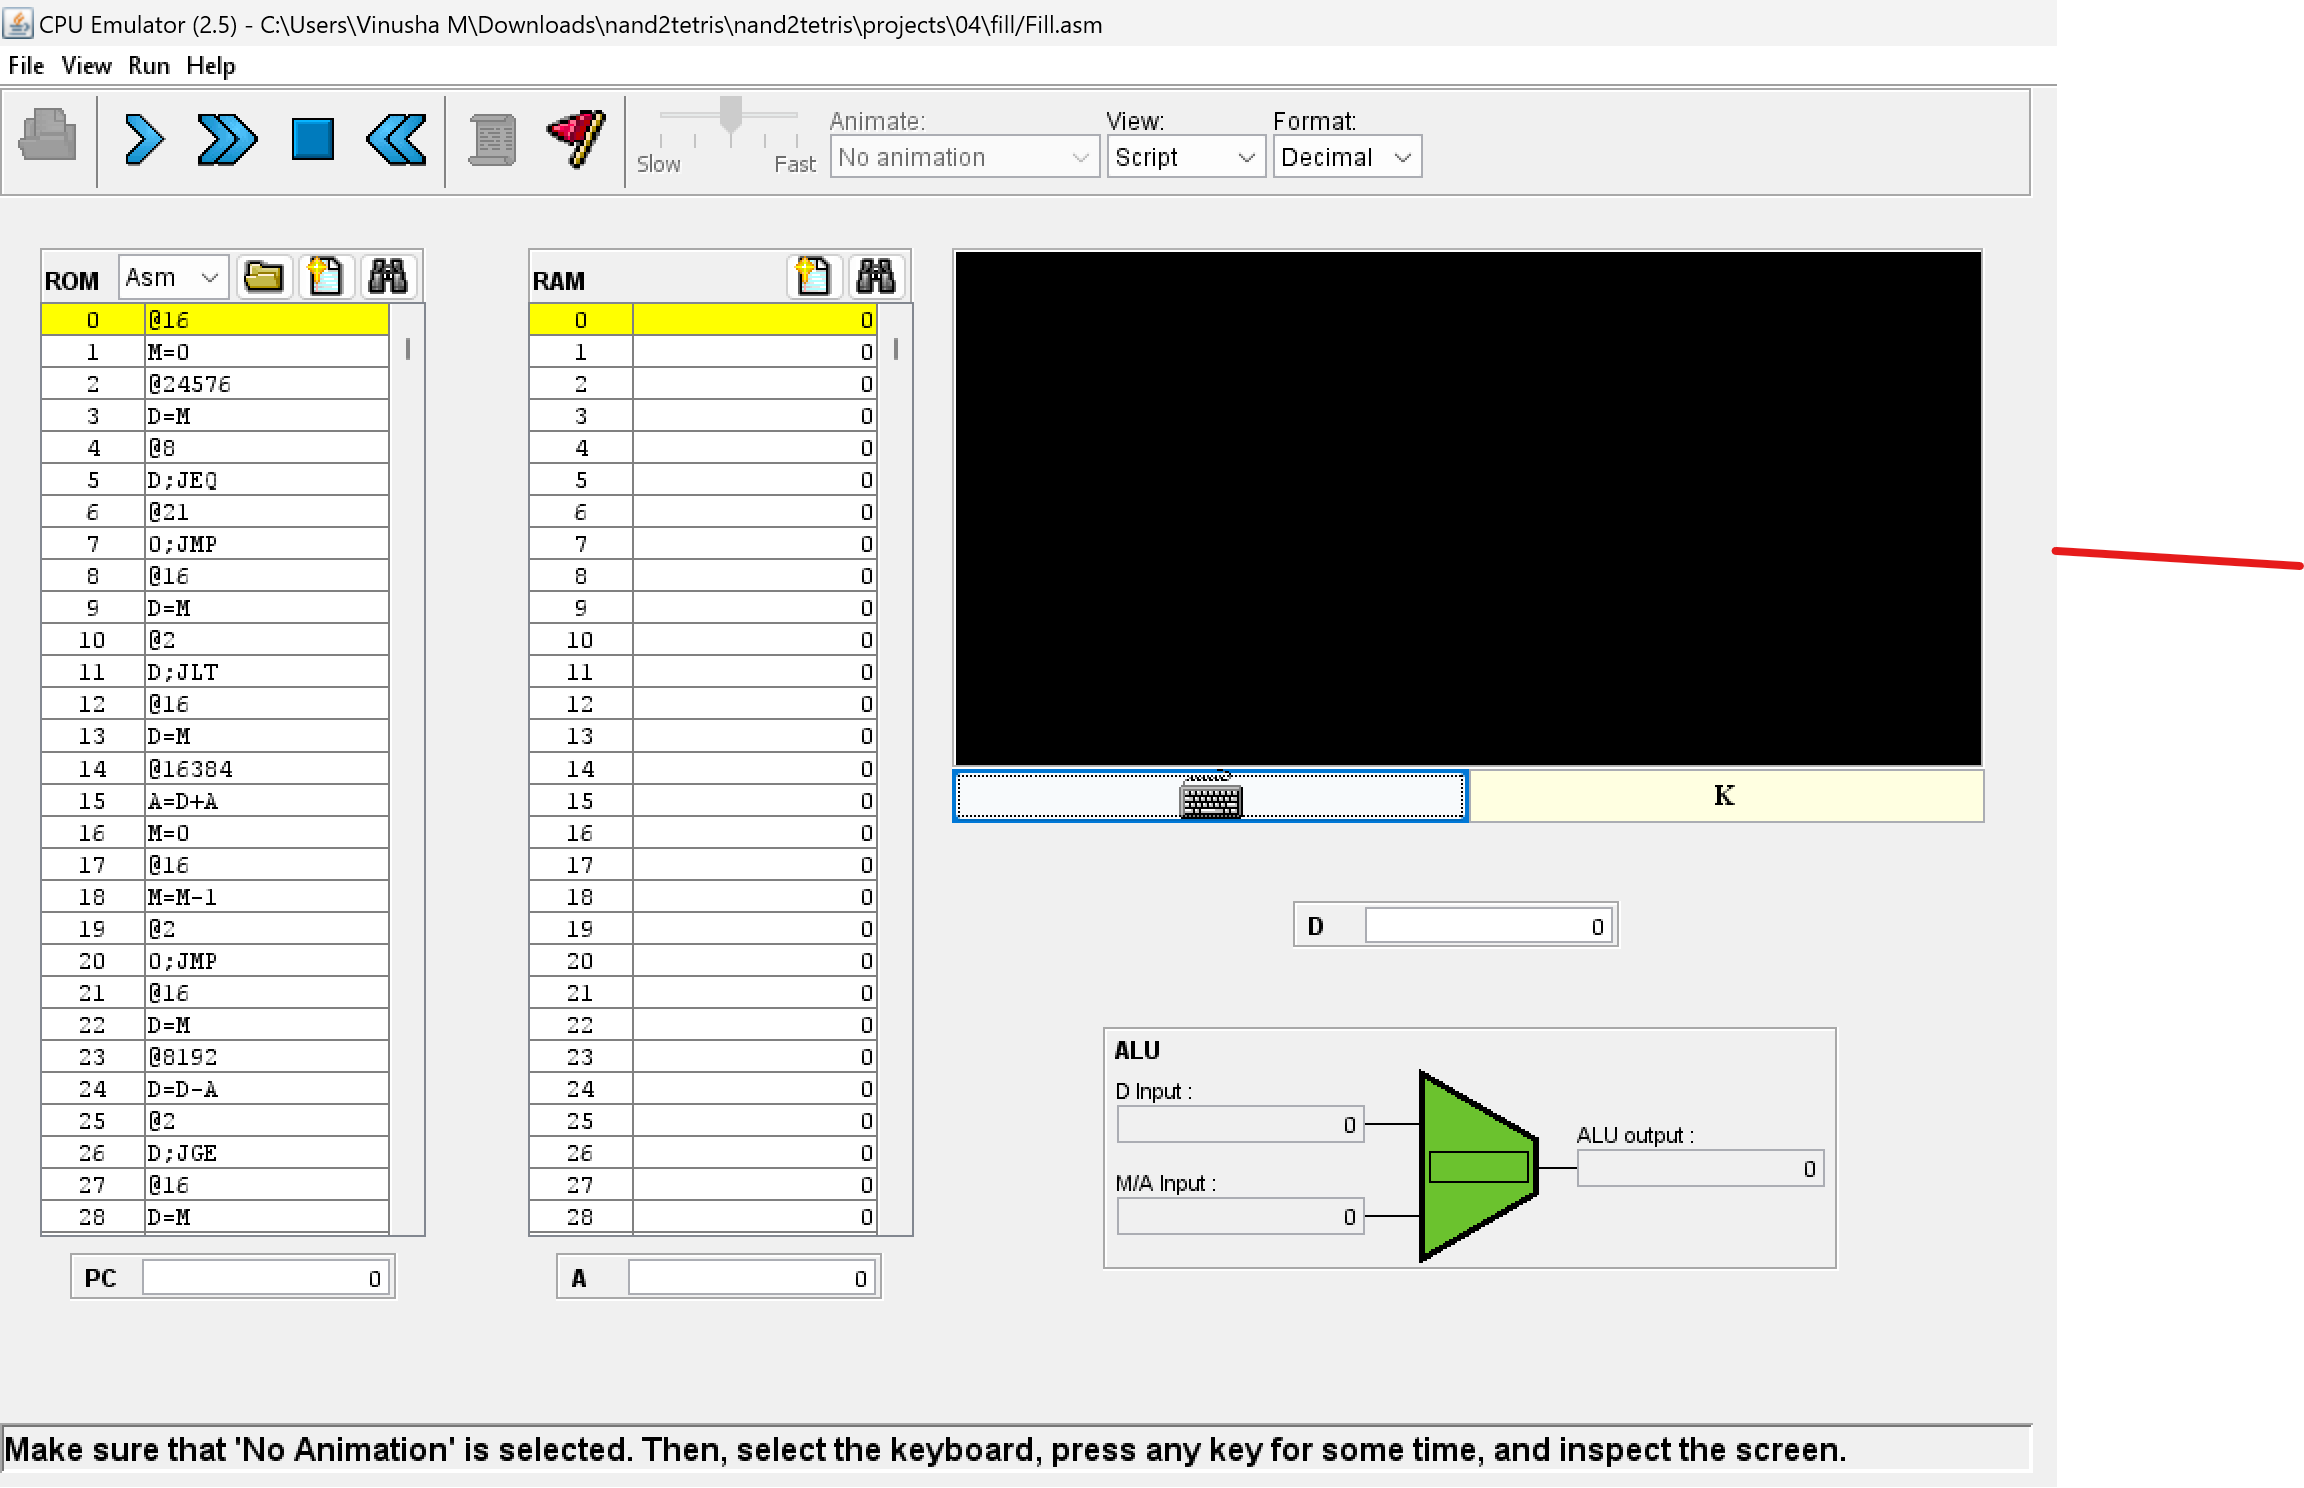 CPU Emulator (2.5) - C:\Users\Vinusha M\Downloads\nand2tetris\nand2tetris\projects\04\fill/Fill.asm
File View Run Help
Slow Fast
Animate:
No animation
View:
Script
Format:
Decimal
ROM Asm
0 @16
1 M=0
2 @24576
3 D=M
4 @8
5 D;JEQ
6 @21
7 0;JMP
8 @16
9 D=M
10 @2
11 D;JLT
12 @16
13 D=M
14 @16384
15 A=D+A
16 M=0
17 @16
18 M=M-1
19 @2
20 0;JMP
21 @16
22 D=M
23 @8192
24 D=D-A
25 @2
26 D;JGE
27 @16
28 D=M
PC 0
RAM
0 0
1 0
2 0
3 0
4 0
5 0
6 0
7 0
8 0
9 0
10 0
11 0
12 0
13 0
14 0
15 0
16 0
17 0
18 0
19 0
20 0
21 0
22 0
23 0
24 0
25 0
26 0
27 0
28 0
A 0
K
D 0
ALU
D Input :
0
M/A Input :
0
ALU output :
0
Make sure that 'No Animation' is selected. Then, select the keyboard, press any key for some time, and inspect the screen.